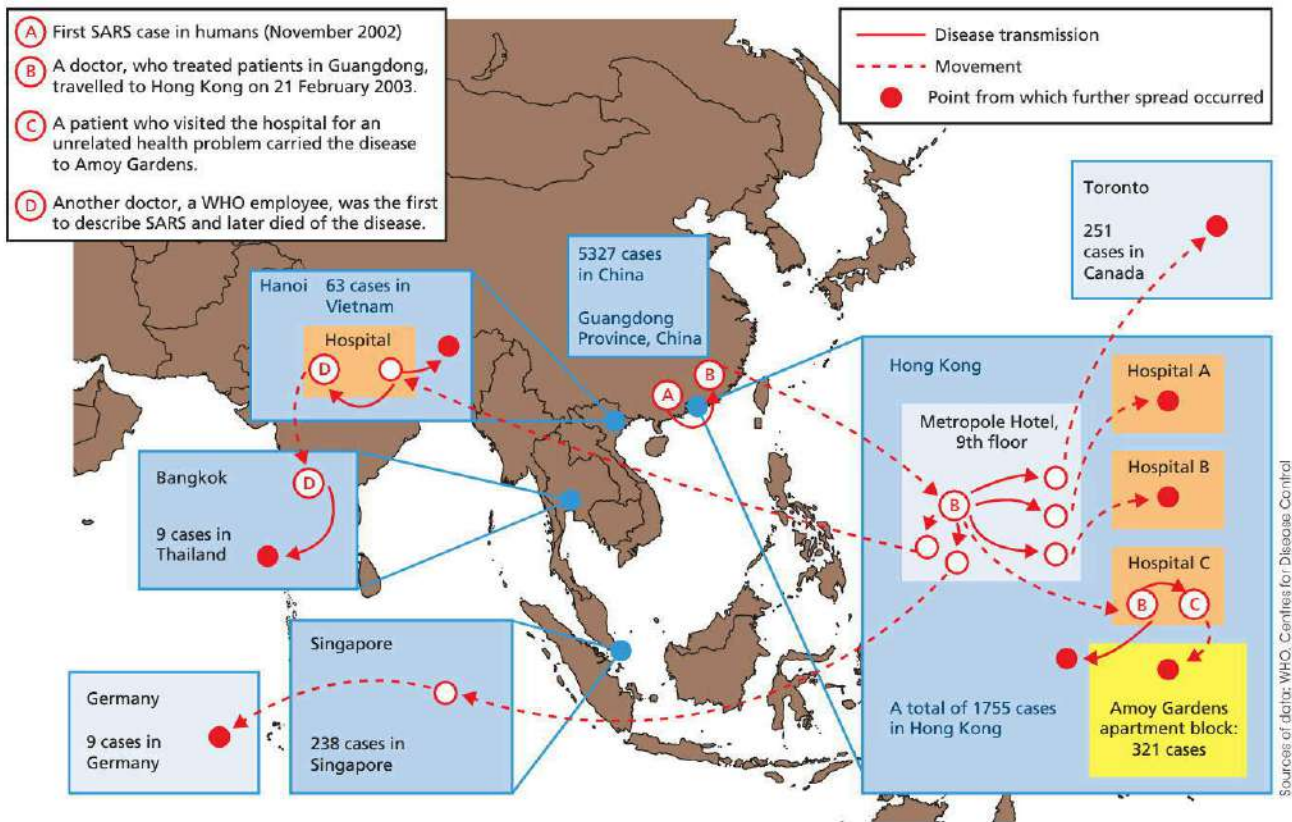 A First SARS case in humans (November 2002)
B A doctor, who treated patients in Guangdong,
travelled to Hong Kong on 21 February 2003.
C A patient who visited the hospital for an
unrelated health problem carried the disease
to Amoy Gardens.
D Another doctor, a WHO employee, was the first
to describe SARS and later died of the disease.
Disease transmission
Movement
Point from which further spread occurred
Toronto
251
cases in
Canada
5327 cases
in China
Guangdong
Province, China
Hanoi 63 cases in
Vietnam
Hospital
D
A
B
Bangkok
D
9 cases in
Thailand
Hong Kong
Metropole Hotel,
9th floor
B
Hospital A
Hospital B
Hospital C
B
C
Amoy Gardens
apartment block:
321 cases
A total of 1755 cases
in Hong Kong
Singapore
238 cases in
Singapore
Germany
9 cases in
Germany
Sources of data: WHO, Centres for Disease Control